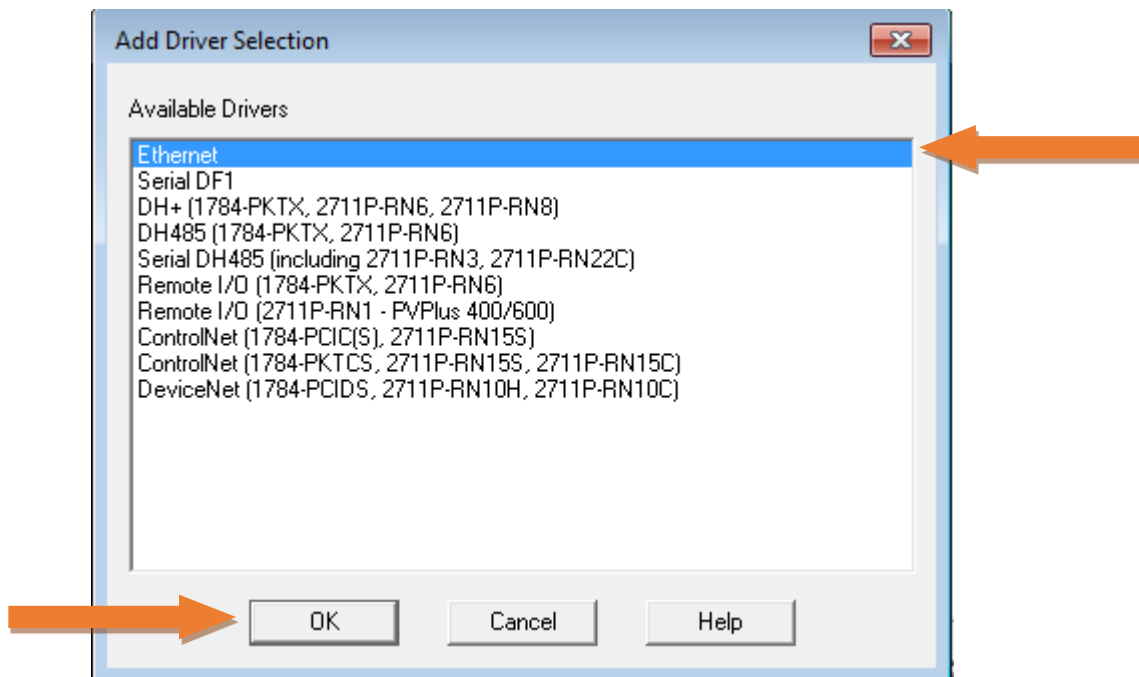 Add Driver Selection
Available Drivers
Ethernet
Serial DF1
DH+ (1784-PKTX, 2711P-RN6, 2711P-RN8)
DH485 (1784-PKTX, 2711P-RN6)
Serial DH485 (including 2711P-RN3, 2711P-RN22C)
Remote I/O (1784-PKTX, 2711P-RN6)
Remote I/O (2711P-RN1 - PVPlus 400/600)
ControlNet (1784-PCIC(S), 2711P-RN15S)
ControlNet (1784-PKTCS, 2711P-RN15S, 2711P-RN15C)
DeviceNet (1784-PCIDS, 2711P-RN10H, 2711P-RN10C)
OK Cancel Help